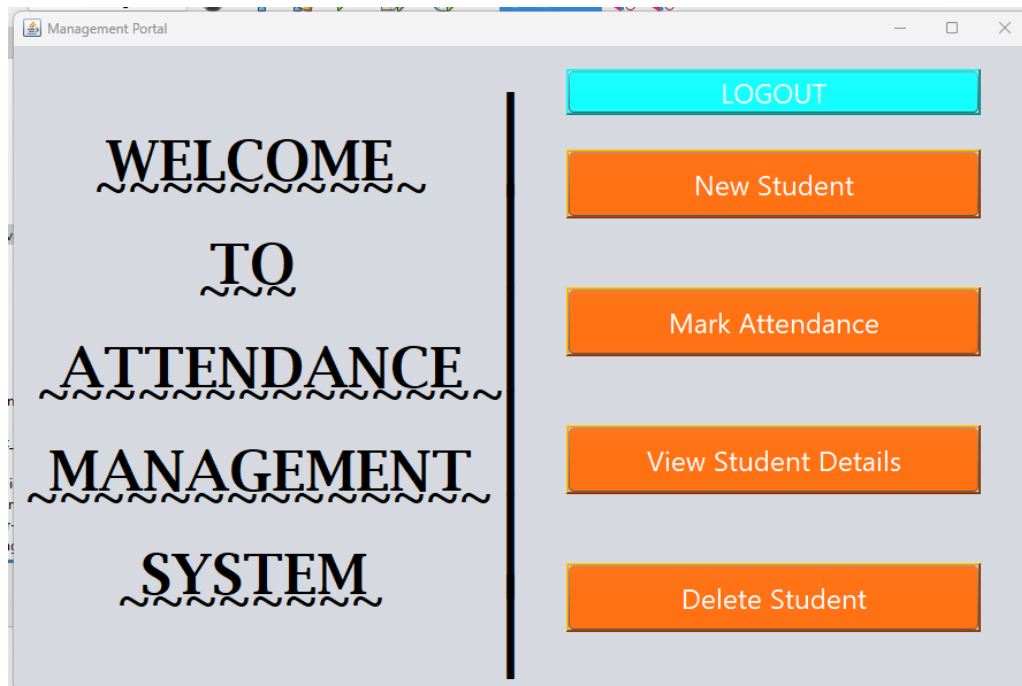 Management Portal
WELCOME
~~~~~~~~~~
TO
~~~
ATTENDANCE
~~~~~~~~~~~~~~
MANAGEMENT
~~~~~~~~~~~~~~
SYSTEM
~~~~~~~~
LOGOUT
New Student
Mark Attendance
View Student Details
Delete Student